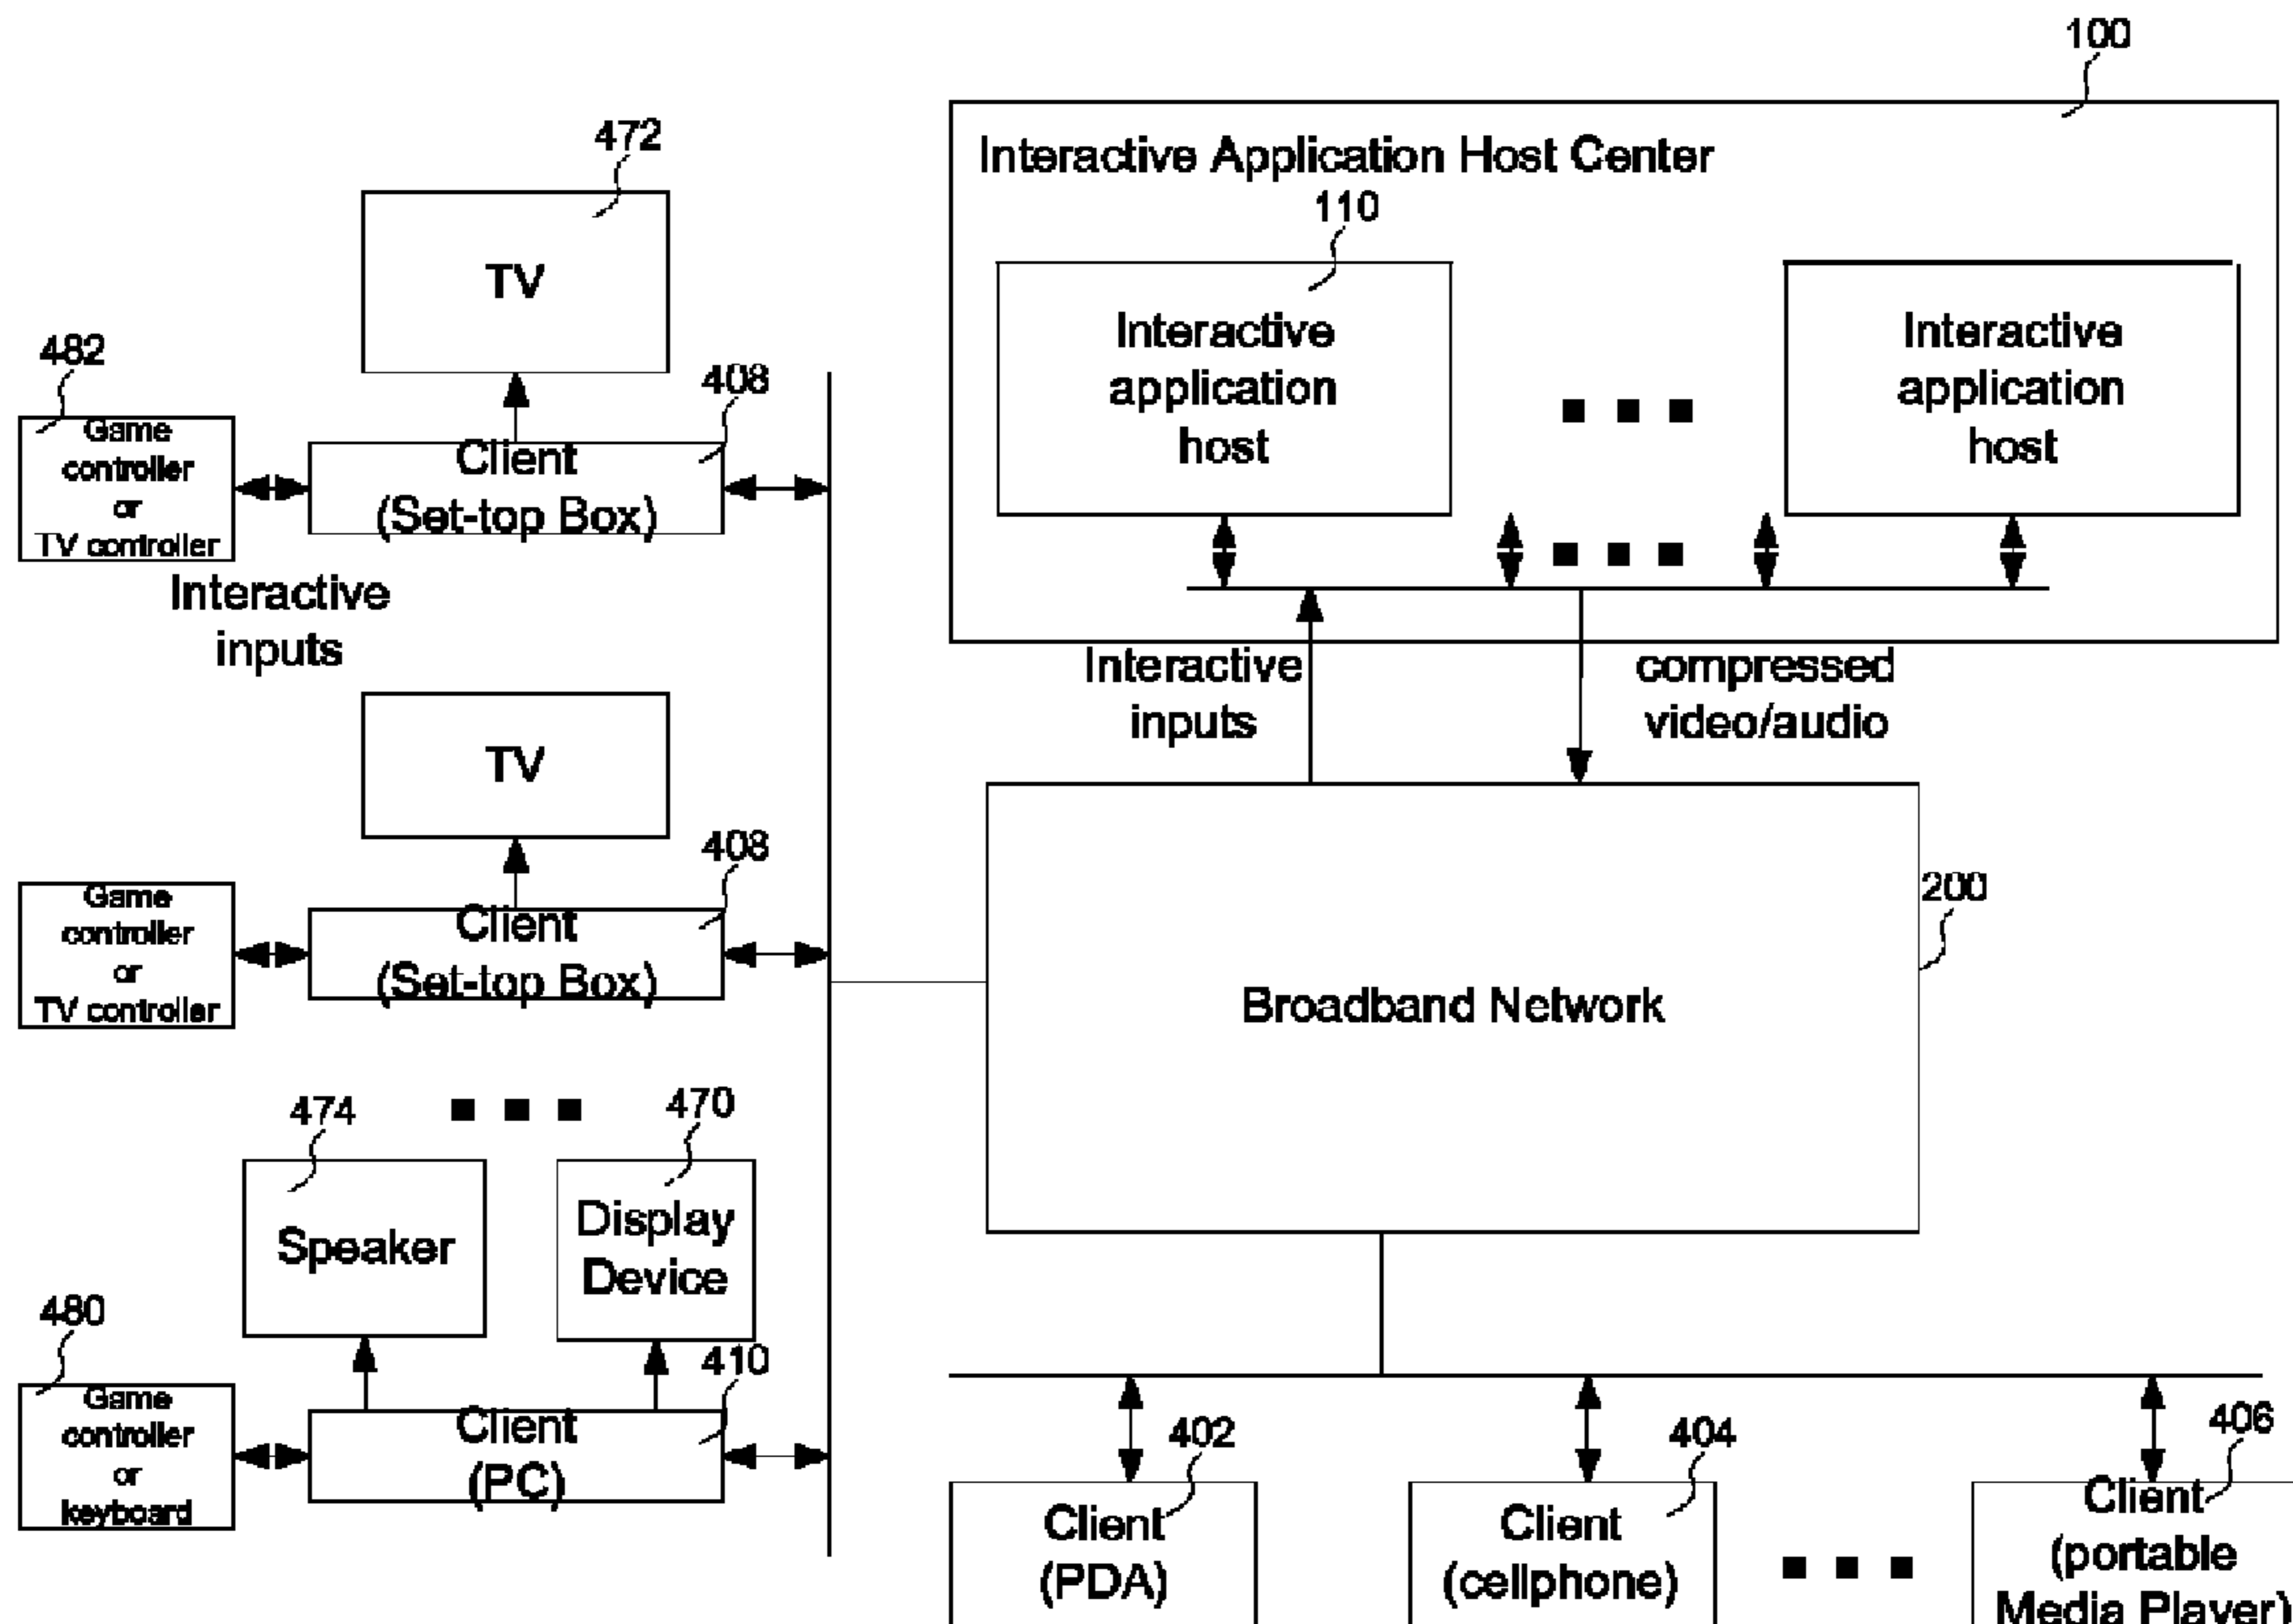 100
Interactive Application Host Center
110
Interactive
application
host
Interactive
application
host
472
TV
482
Game
controller
or
TV controller
408
Client
(Set-top Box)
Interactive
inputs
Interactive
inputs
compressed
video/audio
TV
408
Game
controller
or
TV controller
Client
(Set-top Box)
200
Broadband Network
474
Speaker
470
Display
Device
480
Game
controller
or
keyboard
410
Client
(PC)
402
Client
(PDA)
404
Client
(cellphone)
406
Client
(portable
Media Player)